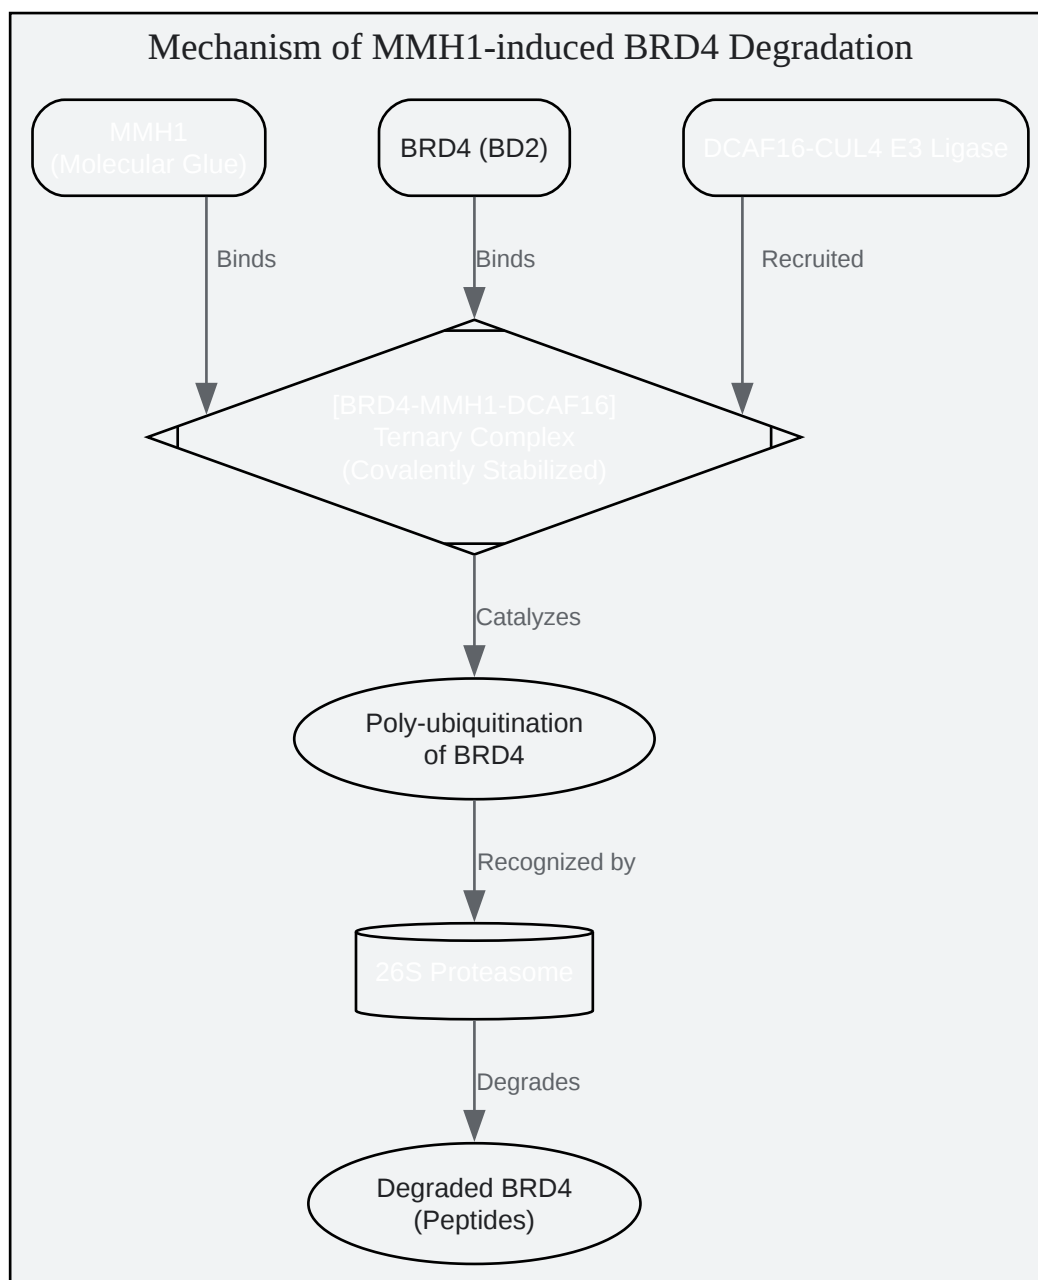 Mechanism of MMH1-induced BRD4 Degradation
MMH1
(Molecular Glue)
BRD4 (BD2)
DCAF16-CUL4 E3 Ligase
Binds
Binds
Recruited
[BRD4-MMH1-DCAF16]
Ternary Complex
(Covalently Stabilized)
Catalyzes
Poly-ubiquitination
of BRD4
Recognized by
26S Proteasome
Degrades
Degraded BRD4
(Peptides)